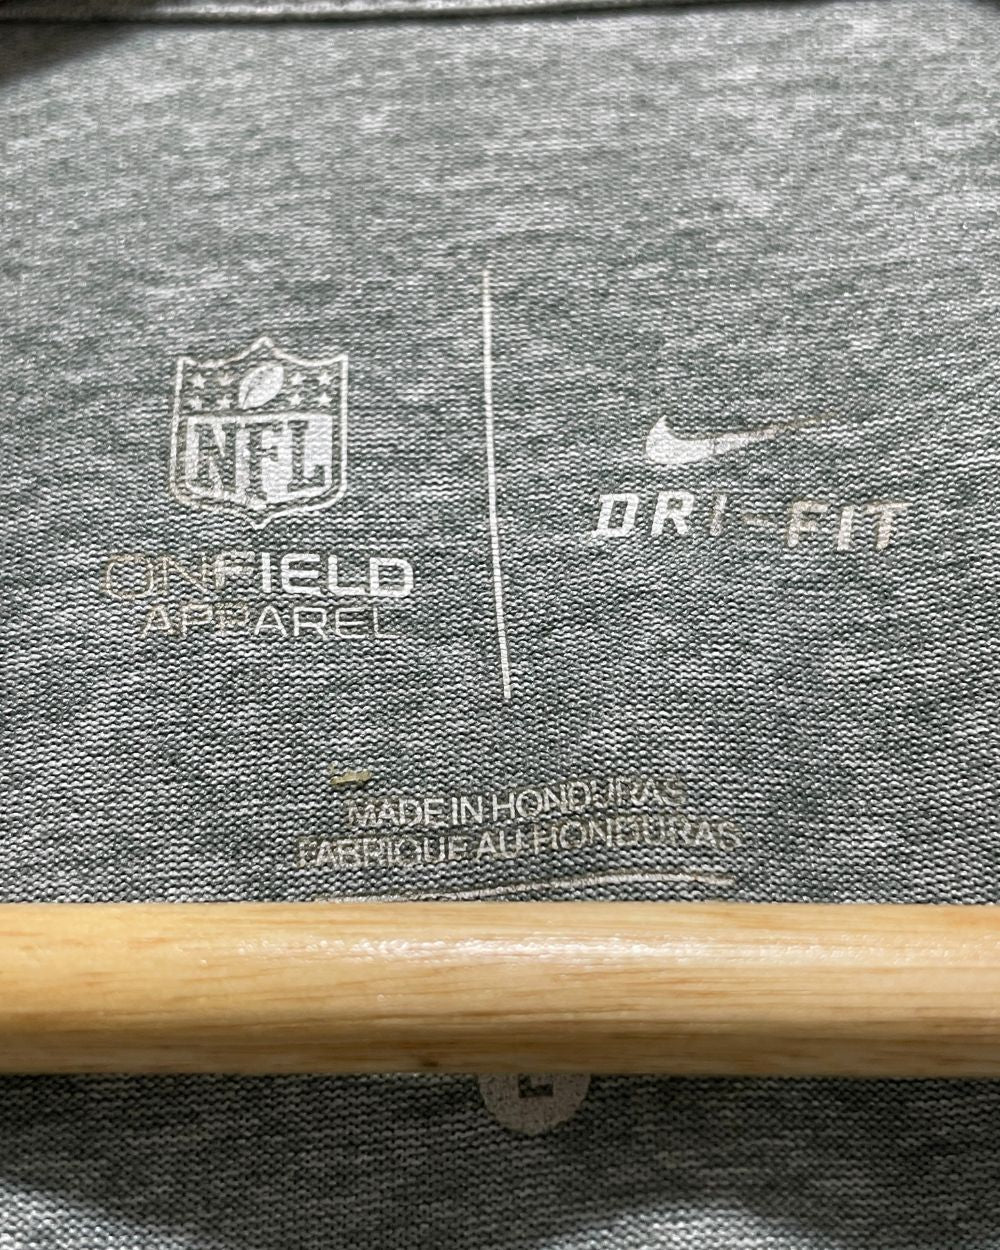 NFL
ONFIELD
APPAREL
DRI-FIT
MADE IN HONDURAS
FABRIQUE AU HONDURAS